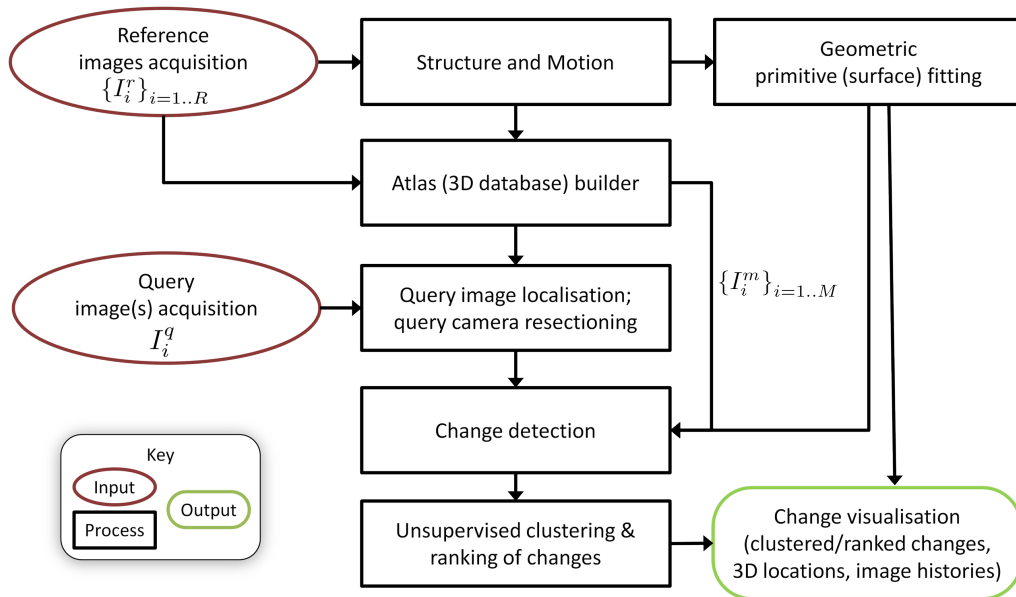 Reference
images acquisition
{I_i^r}_{i=1..R}
Structure and Motion
Geometric
primitive (surface) fitting
Atlas (3D database) builder
Query
image(s) acquisition
I_i^q
Query image localisation;
query camera resectioning
{I_i^m}_{i=1..M}
Change detection
Key
Input
Output
Process
Unsupervised clustering &
ranking of changes
Change visualisation
(clustered/ranked changes,
3D locations, image histories)